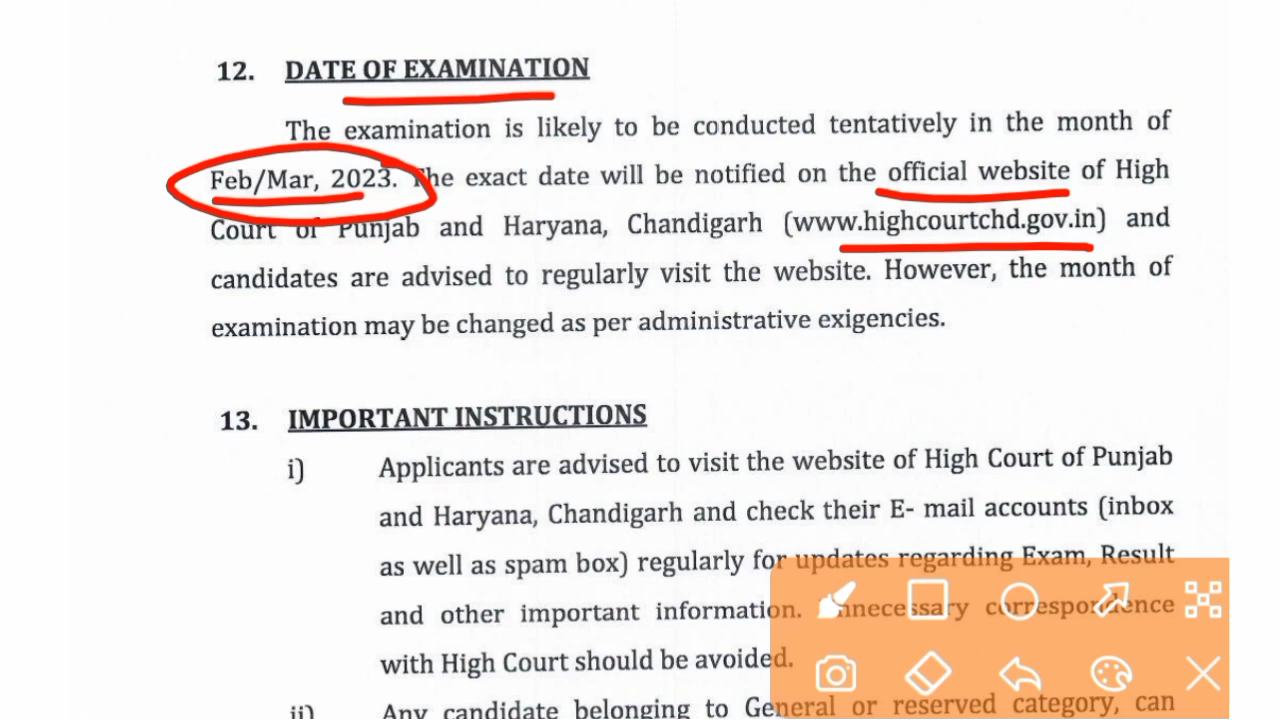 12. DATE OF EXAMINATION
The examination is likely to be conducted tentatively in the month of
Feb/Mar, 2023. The exact date will be notified on the official website of High
Court of Punjab and Haryana, Chandigarh (www.highcourtchd.gov.in) and
candidates are advised to regularly visit the website. However, the month of
examination may be changed as per administrative exigencies.
13. IMPORTANT INSTRUCTIONS
i) Applicants are advised to visit the website of High Court of Punjab
and Haryana, Chandigarh and check their E- mail accounts (inbox
as well as spam box) regularly for updates regarding Exam, Result
and other important information. Unnecessary correspondence
with High Court should be avoided.
ii) Any candidate belonging to General or reserved category, can